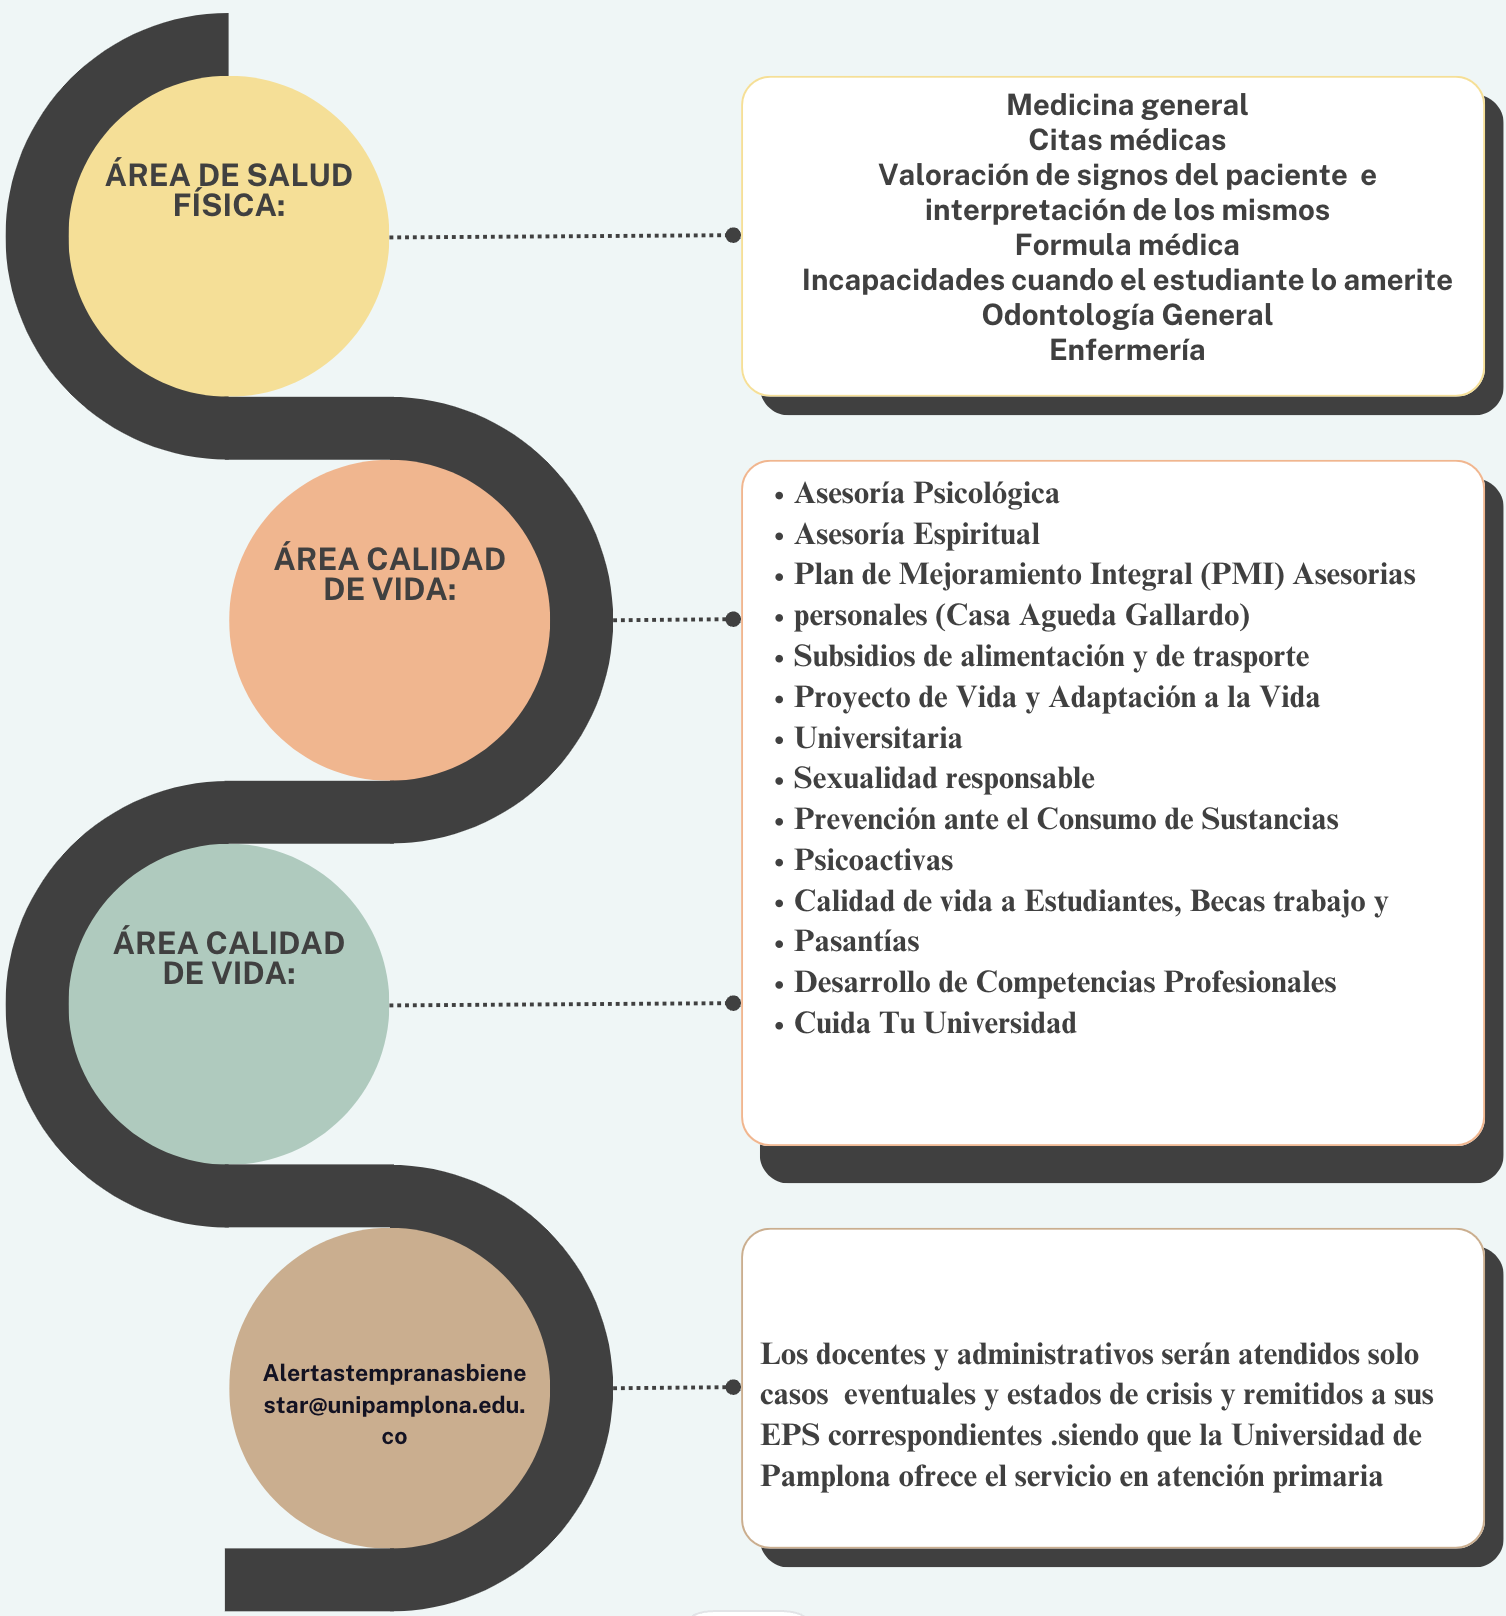 ÁREA DE SALUD
FÍSICA:
Medicina general
Citas médicas
Valoración de signos del paciente  e
interpretación de los mismos
Formula médica
Incapacidades cuando el estudiante lo amerite
Odontología General
Enfermería
ÁREA CALIDAD
DE VIDA:
• Asesoría Psicológica
• Asesoría Espiritual
• Plan de Mejoramiento Integral (PMI) Asesorias
• personales (Casa Agueda Gallardo)
• Subsidios de alimentación y de trasporte
• Proyecto de Vida y Adaptación a la Vida
• Universitaria
• Sexualidad responsable
• Prevención ante el Consumo de Sustancias
• Psicoactivas
• Calidad de vida a Estudiantes, Becas trabajo y
• Pasantías
• Desarrollo de Competencias Profesionales
• Cuida Tu Universidad
ÁREA CALIDAD
DE VIDA:
Alertastempranasbiene
star@unipamplona.edu.
co
Los docentes y administrativos serán atendidos solo
casos  eventuales y estados de crisis y remitidos a sus
EPS correspondientes .siendo que la Universidad de
Pamplona ofrece el servicio en atención primaria